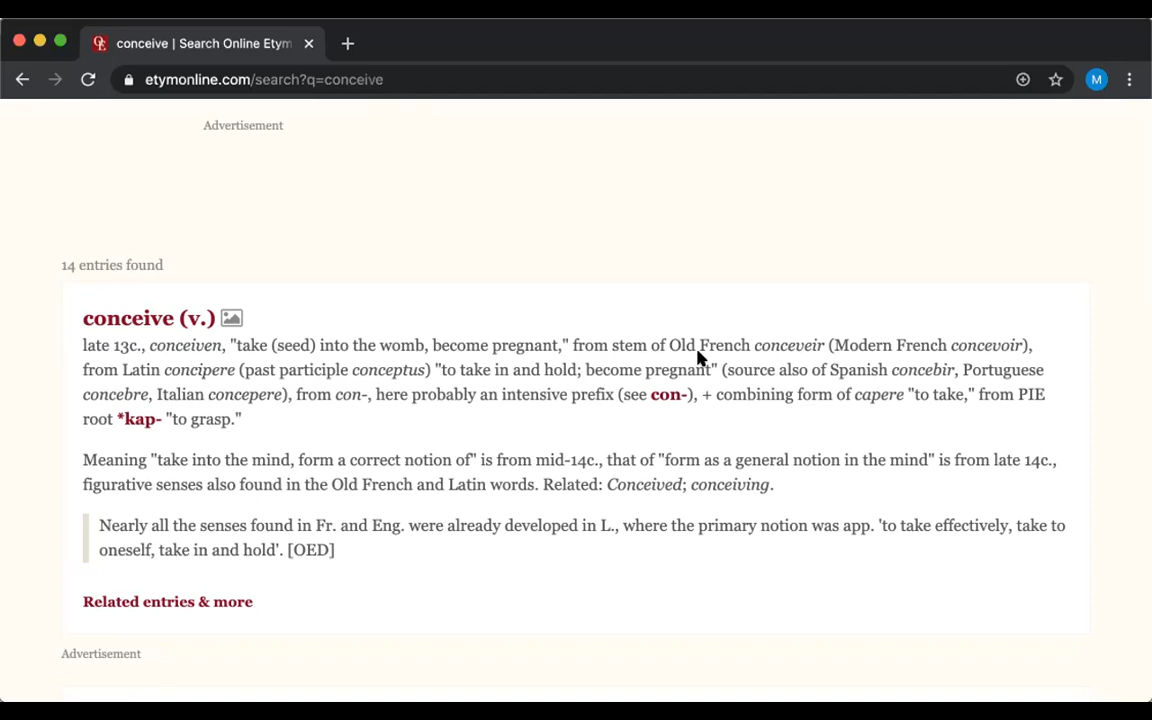 conceive | Search Online Etym
etymonline.com/search?q=conceive
M
Advertisement
14 entries found
conceive (v.)
late 13c., conceiven, "take (seed) into the womb, become pregnant," from stem of Old French conceveir (Modern French concevoir),
from Latin concipere (past participle conceptus) "to take in and hold; become pregnant" (source also of Spanish concebir, Portuguese
concebre, Italian concepere), from con-, here probably an intensive prefix (see con-), + combining form of capere "to take," from PIE
root *kap- "to grasp."
Meaning "take into the mind, form a correct notion of" is from mid-14c., that of "form as a general notion in the mind" is from late 14c.,
figurative senses also found in the Old French and Latin words. Related: Conceived; conceiving.
Nearly all the senses found in Fr. and Eng. were already developed in L., where the primary notion was app. 'to take effectively, take to
oneself, take in and hold'. [OED]
Related entries & more
Advertisement